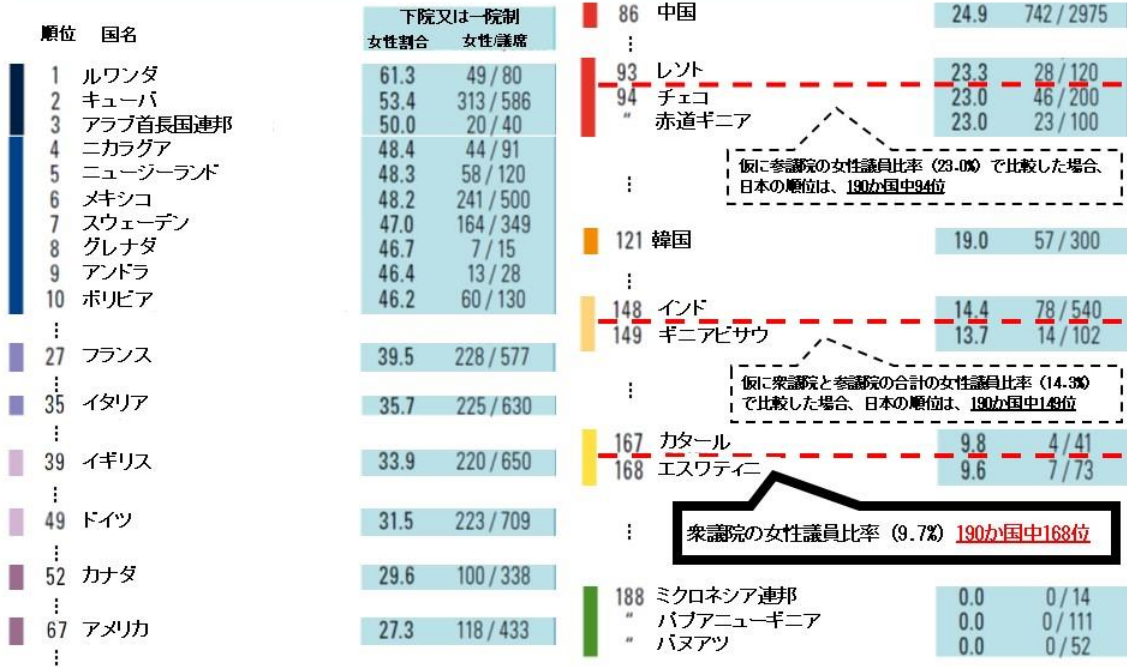 下院又は一院制
順位 国名 女性割合 女性/議席
1 ルワンダ 61.3 49/80
2 キューバ 53.4 313/586
3 アラブ首長国連邦 50.0 20/40
4 ニカラグア 48.4 44/91
5 ニュージーランド 48.3 58/120
6 メキシコ 48.2 241/500
7 スウェーデン 47.0 164/349
8 グレナダ 46.7 7/15
9 アンドラ 46.4 13/28
10 ボリビア 46.2 60/130
⋮
27 フランス 39.5 228/577
⋮
35 イタリア 35.7 225/630
⋮
39 イギリス 33.9 220/650
⋮
49 ドイツ 31.5 223/709
⋮
52 カナダ 29.6 100/338
⋮
67 アメリカ 27.3 118/433
⋮
86 中国 24.9 742/2975
⋮
93 レソト 23.3 28/120
94 チェコ 23.0 46/200
〃 赤道ギニア 23.0 23/100
仮に参議院の女性議員比率(23.0%)で比較した場合、
日本の順位は、190か国中94位
⋮
121 韓国 19.0 57/300
⋮
148 インド 14.4 78/540
149 ギニアビサウ 13.7 14/102
仮に衆議院と参議院の合計の女性議員比率(14.3%)
で比較した場合、日本の順位は、190か国中149位
⋮
167 カタール 9.8 4/41
168 エスワティニ 9.6 7/73
衆議院の女性議員比率(9.7%) 190か国中168位
⋮
188 ミクロネシア連邦 0.0 0/14
〃 パプアニューギニア 0.0 0/111
〃 バヌアツ 0.0 0/52